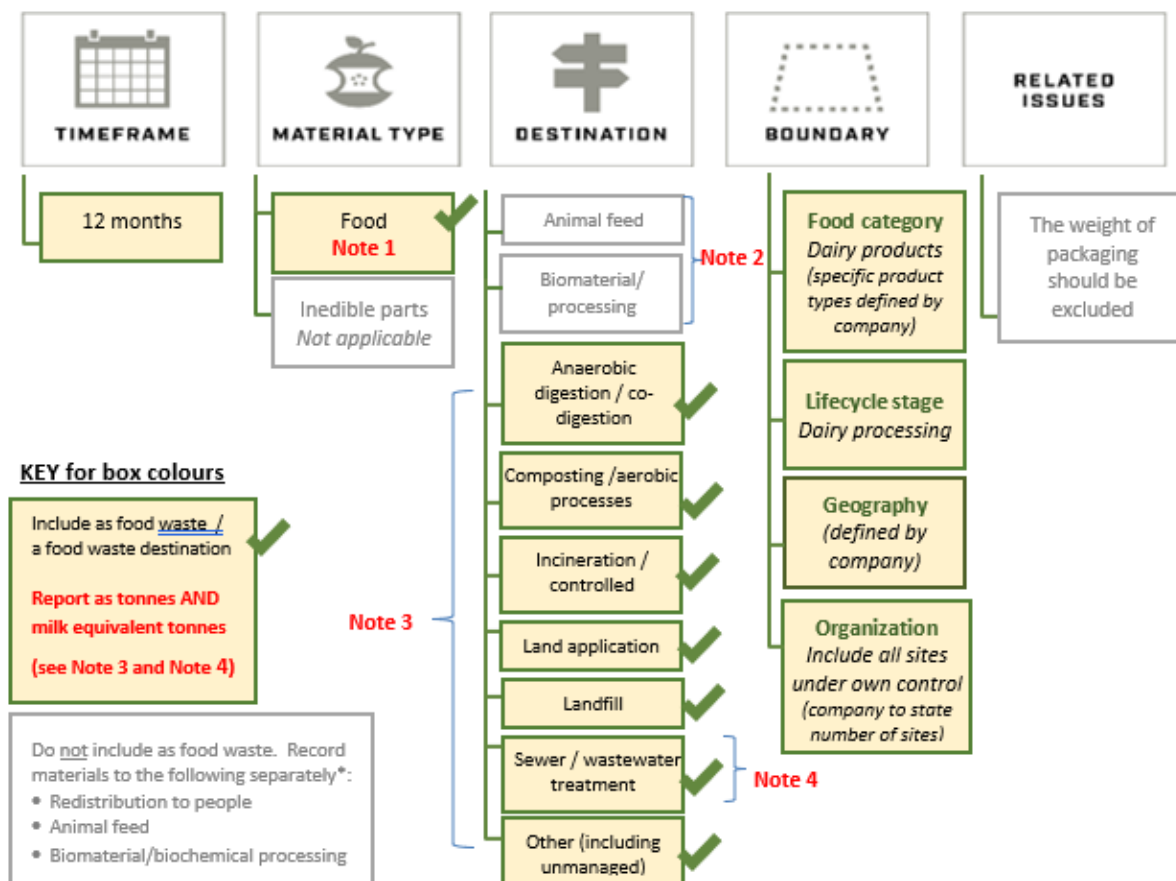 TIMEFRAME
MATERIAL TYPE
DESTINATION
BOUNDARY
RELATED
ISSUES
12 months
Food
Note 1
Inedible parts
Not applicable
Animal feed
Biomaterial/
processing
Note 2
Anaerobic
digestion / co-
digestion
Composting /aerobic
processes
Incineration /
controlled
Land application
Landfill
Sewer / wastewater
treatment
Other (including
unmanaged)
Note 3
Note 4
Food category
Dairy products
(specific product
types defined by
company)
Lifecycle stage
Dairy processing
Geography
(defined by
company)
Organization
Include all sites
under own control
(company to state
number of sites)
The weight of
packaging
should be
excluded
KEY for box colours
Include as food waste /
a food waste destination
Report as tonnes AND
milk equivalent tonnes
(see Note 3 and Note 4)
Do not include as food waste. Record
materials to the following separately*:
• Redistribution to people
• Animal feed
• Biomaterial/biochemical processing